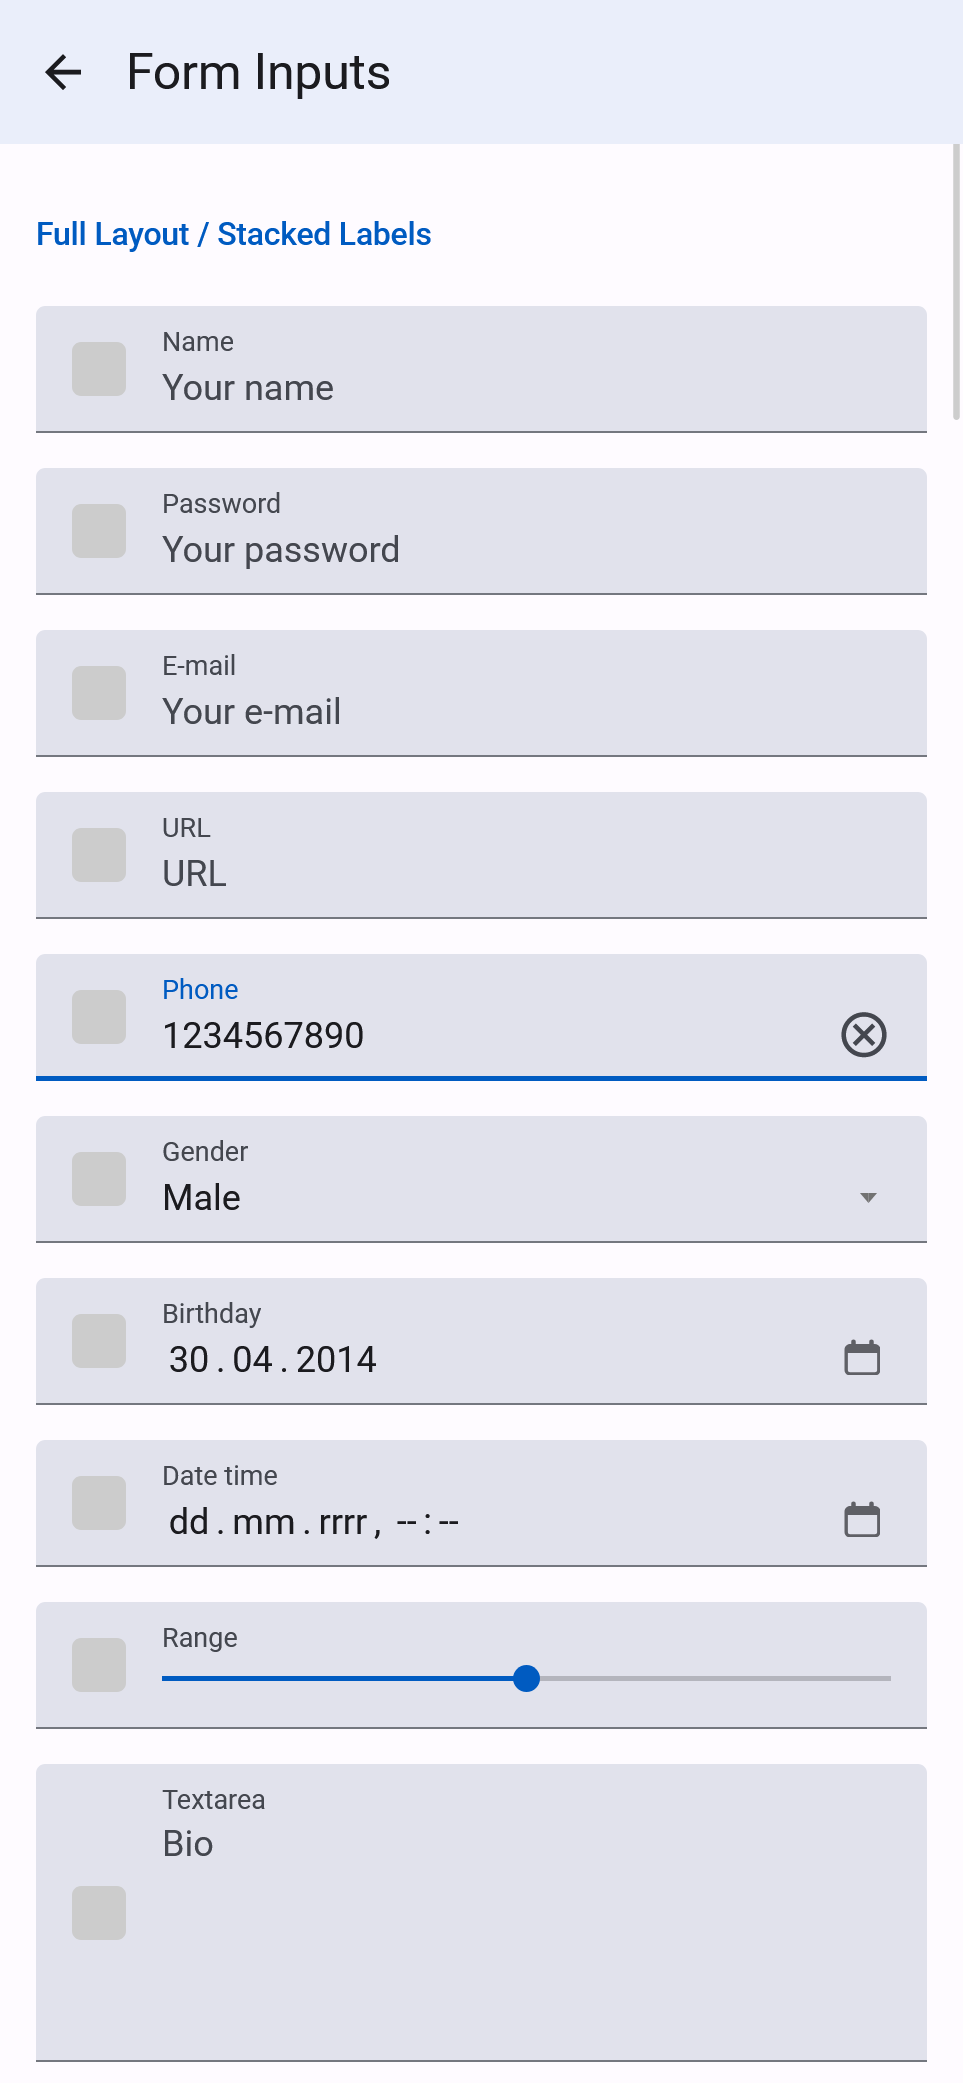 Form Inputs
Full Layout / Stacked Labels
Name
Your name
Password
Your password
E-mail
Your e-mail
URL
URL
Phone
1234567890
Gender
Male
Birthday
30.04.2014
Date time
dd.mm.rrrr, --:--
Range
Textarea
Bio